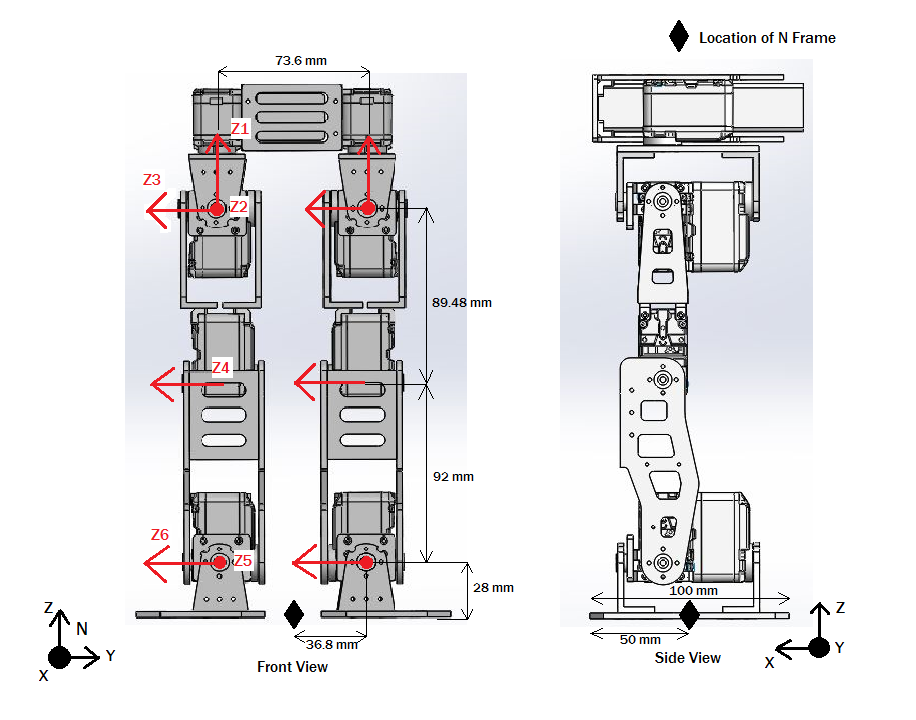 Location of N Frame
73.6 mm
Z1
Z3
Z2
89.48 mm
Z4
92 mm
Z6
Z5
28 mm
100 mm
Z
N
Y
X
36.8 mm
Front View
50 mm
Side View
Z
Y
X